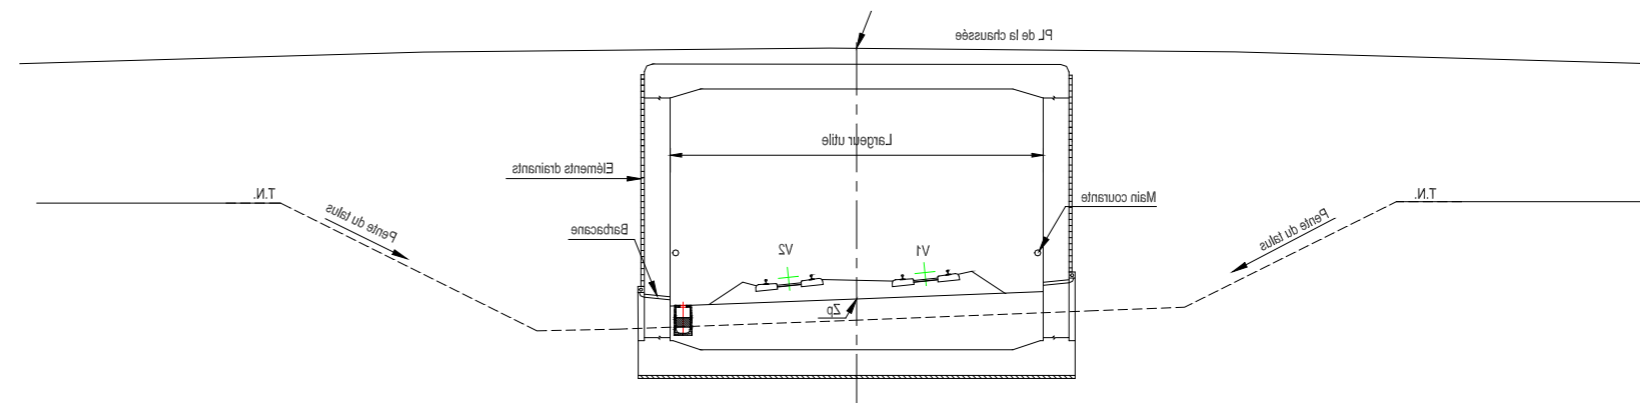 PL de la chaussée
Largeur utile
Eléments drainants
T.N.
Main courante
T.N.
Pente du talus
Barbacane
V2
V1
Pente du talus
Zp